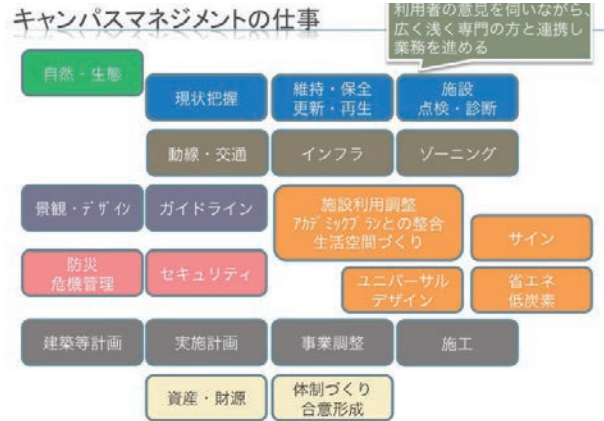 キャンパスマネジメントの仕事
利用者の意見を伺いながら、
広く浅く専門の方と連携し
業務を進める
自然・生態
現状把握
維持・保全
更新・再生
施設
点検・診断
動線・交通
インフラ
ゾーニング
景観・デザイン
ガイドライン
施設利用調整
アカデミックプランとの整合
生活空間づくり
サイン
防災
危機管理
セキュリティ
ユニバーサル
デザイン
省エネ
低炭素
建築等計画
実施計画
事業調整
施工
資産・財源
体制づくり
合意形成